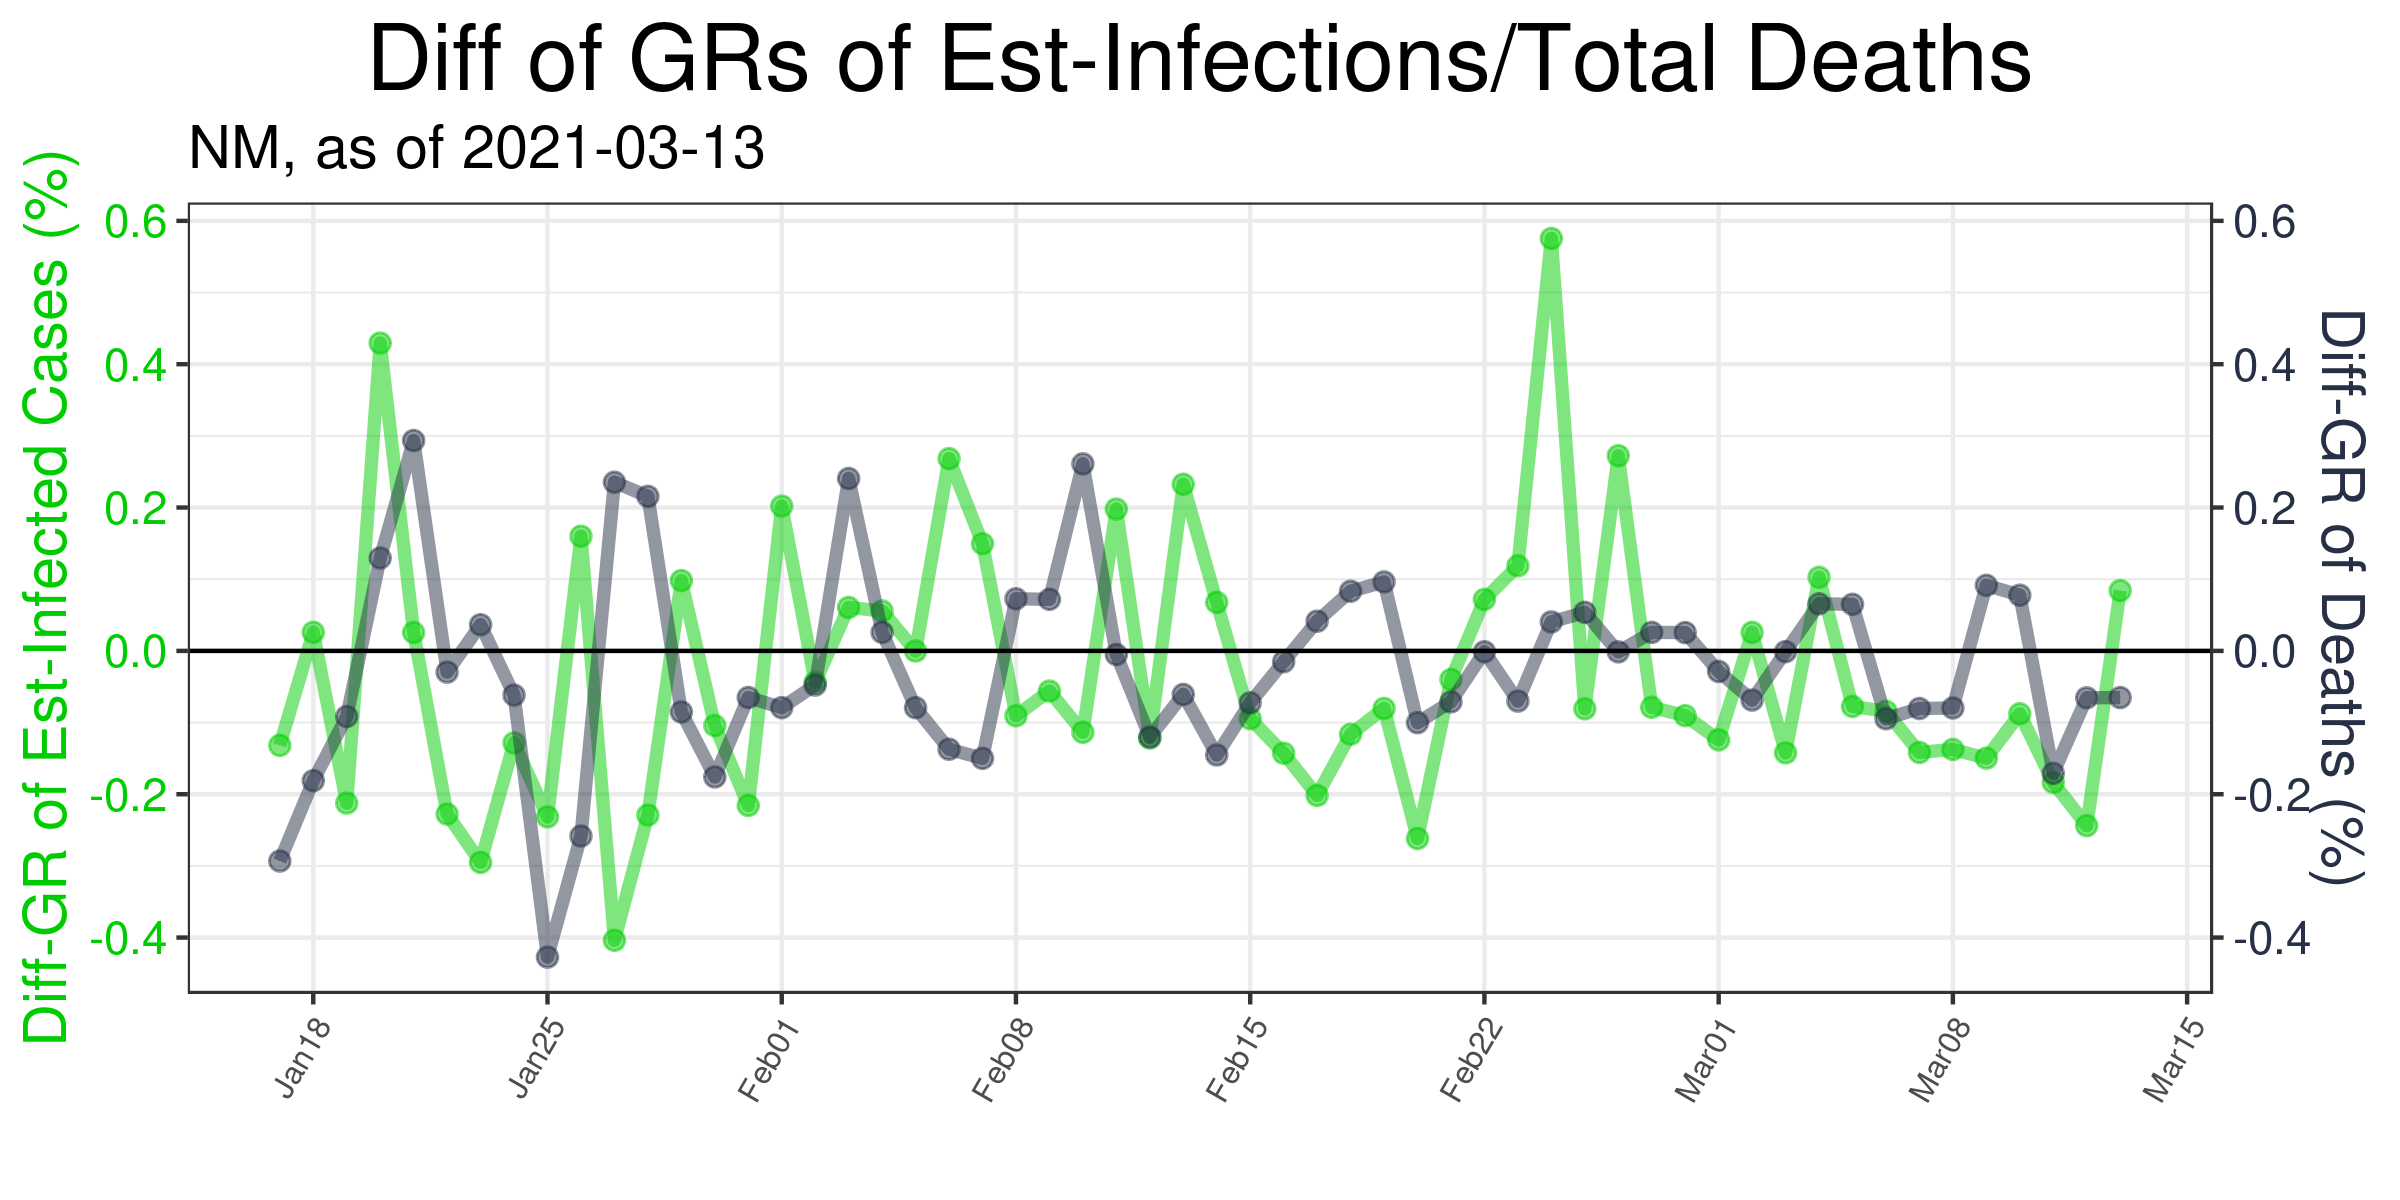 Diff of GRs of Est-Infections/Total Deaths
NM, as of 2021-03-13
Diff-GR of Est-Infected Cases (%)
0.6
0.4
0.2
0.0
-0.2
-0.4
0.6
0.4
0.2
0.0
-0.2
-0.4
Diff-GR of Deaths (%)
Jan18
Jan25
Feb01
Feb08
Feb15
Feb22
Mar01
Mar08
Mar15